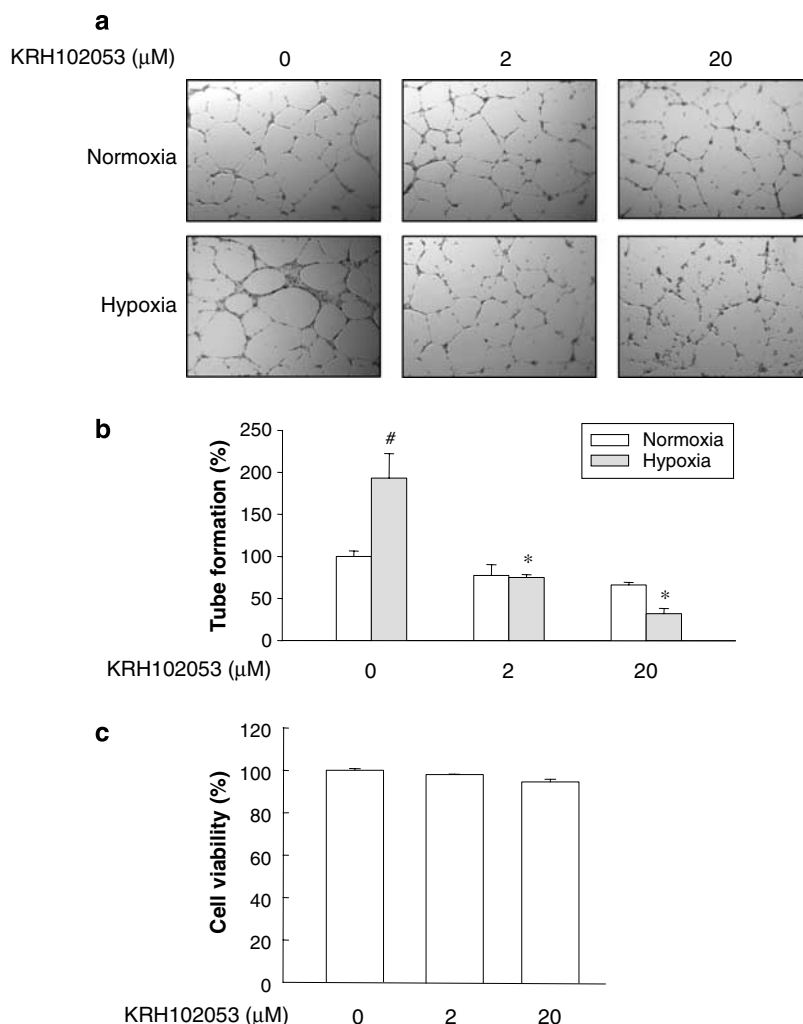 a
KRH102053 (μM) 0 2 20
Normoxia
Hypoxia
b
Tube formation (%)
250
200
150
100
50
0
#
*
*
Normoxia
Hypoxia
KRH102053 (μM) 0 2 20
c
Cell viability (%)
120
100
80
60
40
20
0
KRH102053 (μM) 0 2 20